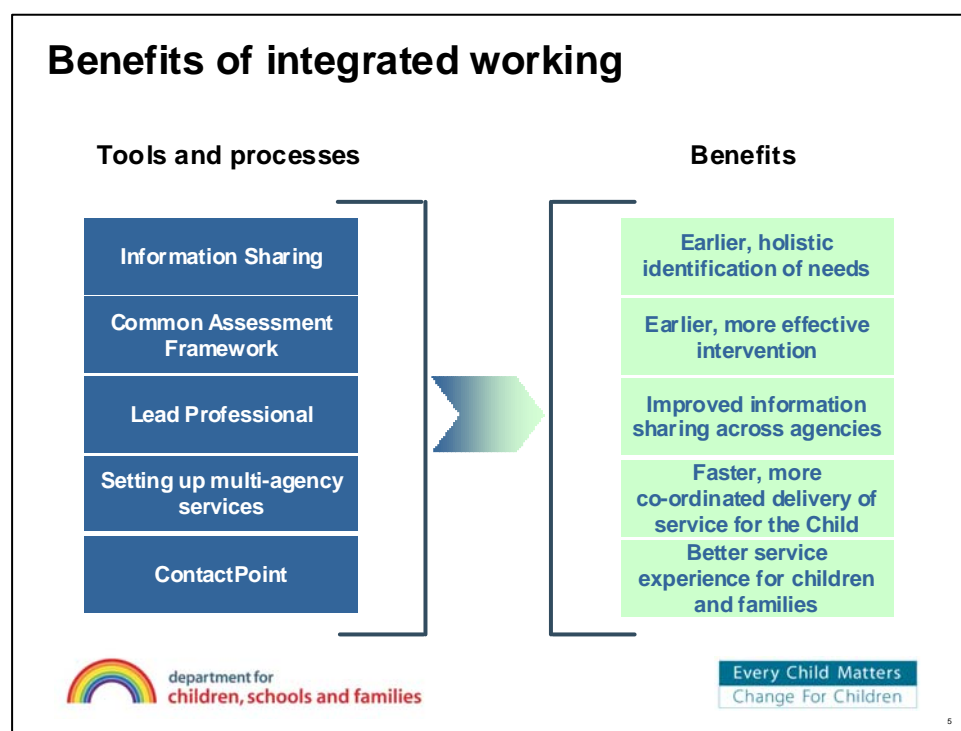 Benefits of integrated working
Tools and processes
Information Sharing
Common Assessment
Framework
Lead Professional
Setting up multi-agency
services
ContactPoint
Benefits
Earlier, holistic
identification of needs
Earlier, more effective
intervention
Improved information
sharing across agencies
Faster, more
co-ordinated delivery of
service for the Child
Better service
experience for children
and families
department for
children, schools and families
Every Child Matters
Change For Children
5